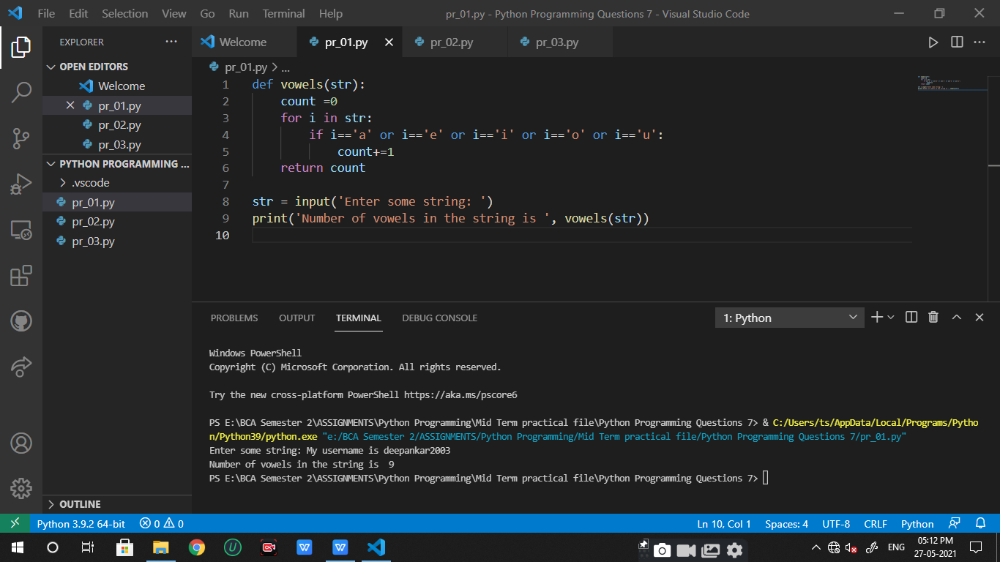 File Edit Selection View Go Run Terminal Help pr_01.py - Python Programming Questions 7 - Visual Studio Code
EXPLORER ...
OPEN EDITORS
Welcome
pr_01.py
pr_02.py
pr_03.py
PYTHON PROGRAMMING ...
.vscode
pr_01.py
pr_02.py
pr_03.py
OUTLINE
Welcome pr_01.py pr_02.py pr_03.py
pr_01.py > ...
1 def vowels(str):
2     count =0
3     for i in str:
4         if i=='a' or i=='e' or i=='i' or i=='o' or i=='u':
5             count+=1
6     return count
7
8 str = input('Enter some string: ')
9 print('Number of vowels in the string is ', vowels(str))
10
PROBLEMS OUTPUT TERMINAL DEBUG CONSOLE 1: Python
Windows PowerShell
Copyright (C) Microsoft Corporation. All rights reserved.
Try the new cross-platform PowerShell https://aka.ms/pscore6
PS E:\BCA Semester 2\ASSIGNMENTS\Python Programming\Mid Term practical file\Python Programming Questions 7> & C:/Users/ts/AppData/Local/Programs/Pytho
n/Python39/python.exe "e:/BCA Semester 2/ASSIGNMENTS/Python Programming/Mid Term practical file/Python Programming Questions 7/pr_01.py"
Enter some string: My username is deepankar2003
Number of vowels in the string is  9
PS E:\BCA Semester 2\ASSIGNMENTS\Python Programming\Mid Term practical file\Python Programming Questions 7>
Python 3.9.2 64-bit 0 0 Ln 10, Col 1 Spaces: 4 UTF-8 CRLF Python
ENG 05:12 PM
27-05-2021